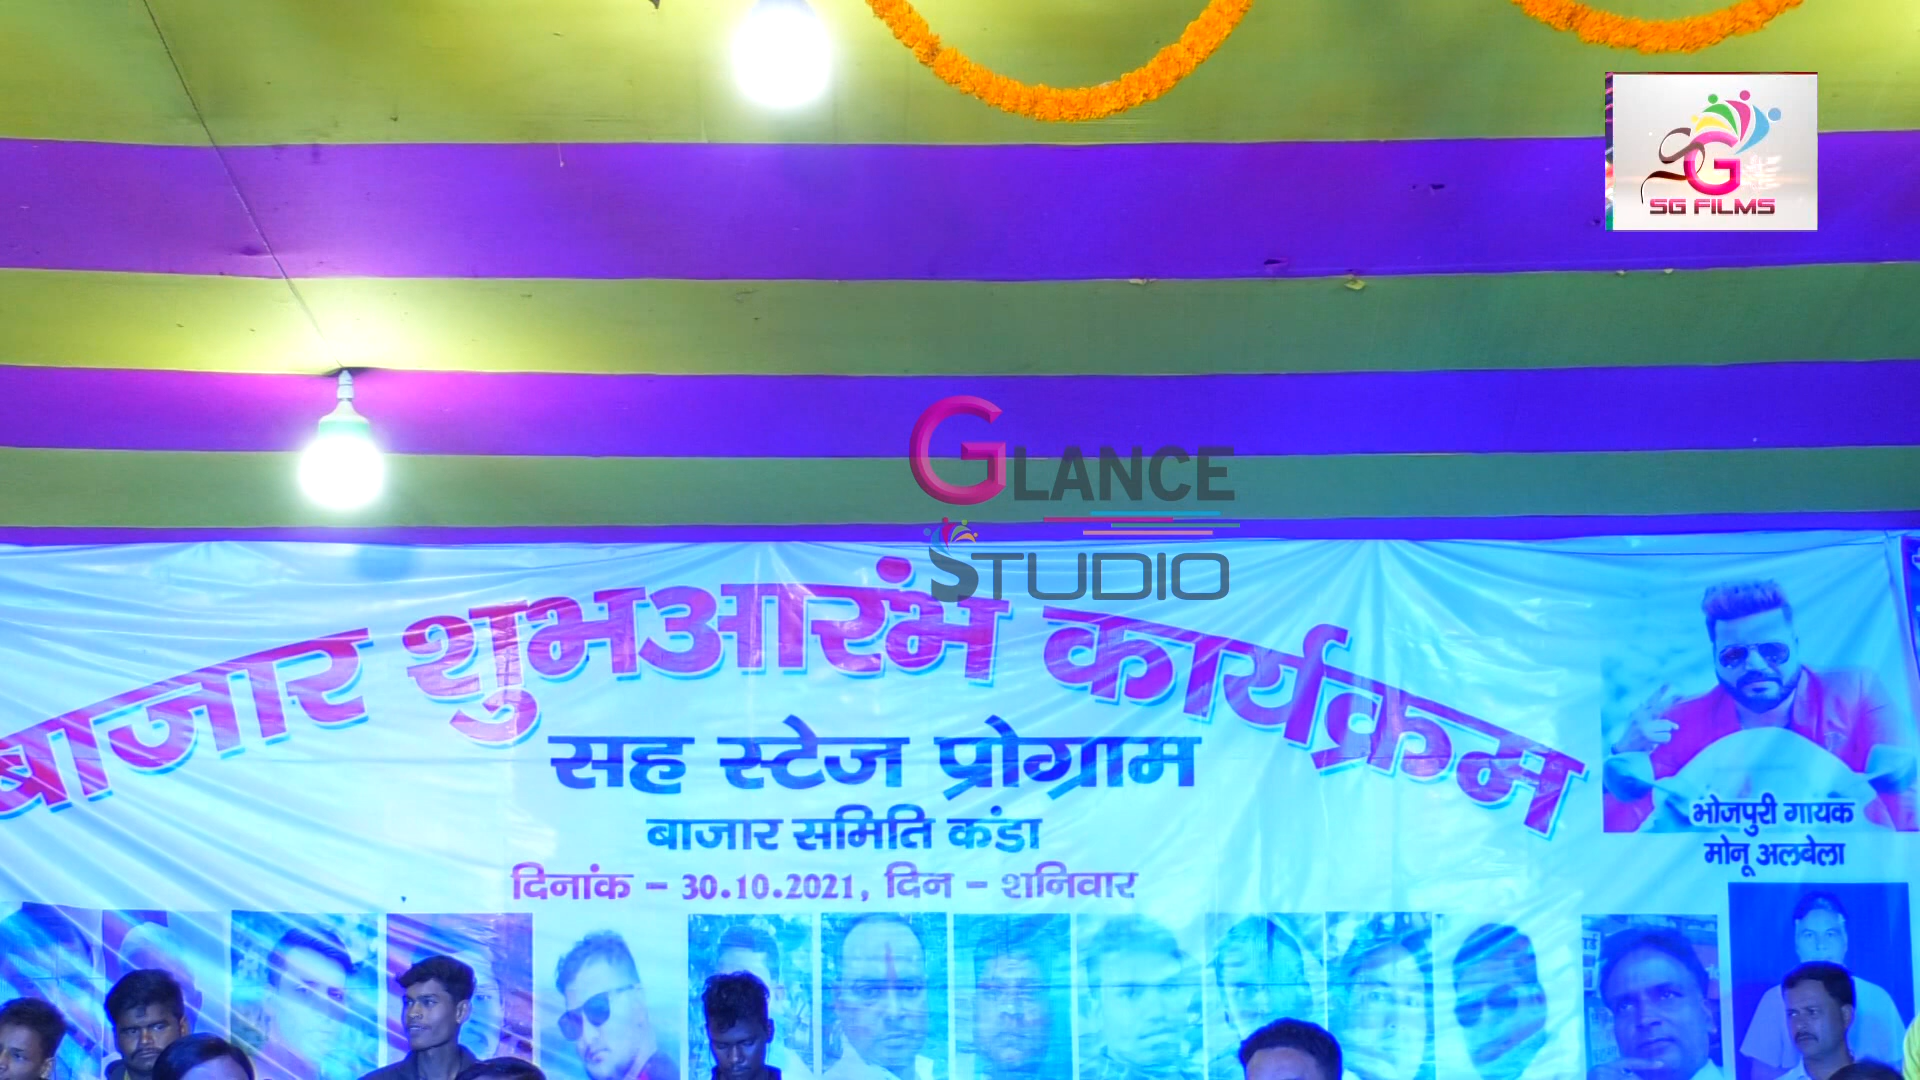 SG FILMS
GLANCE
STUDIO
बाजार शुभआरंभ कार्यक्रम
सह स्टेज प्रोग्राम
बाजार समिति कंडा
दिनांक - 30.10.2021, दिन - शनिवार
भोजपुरी गायक
मोनू अलबेला